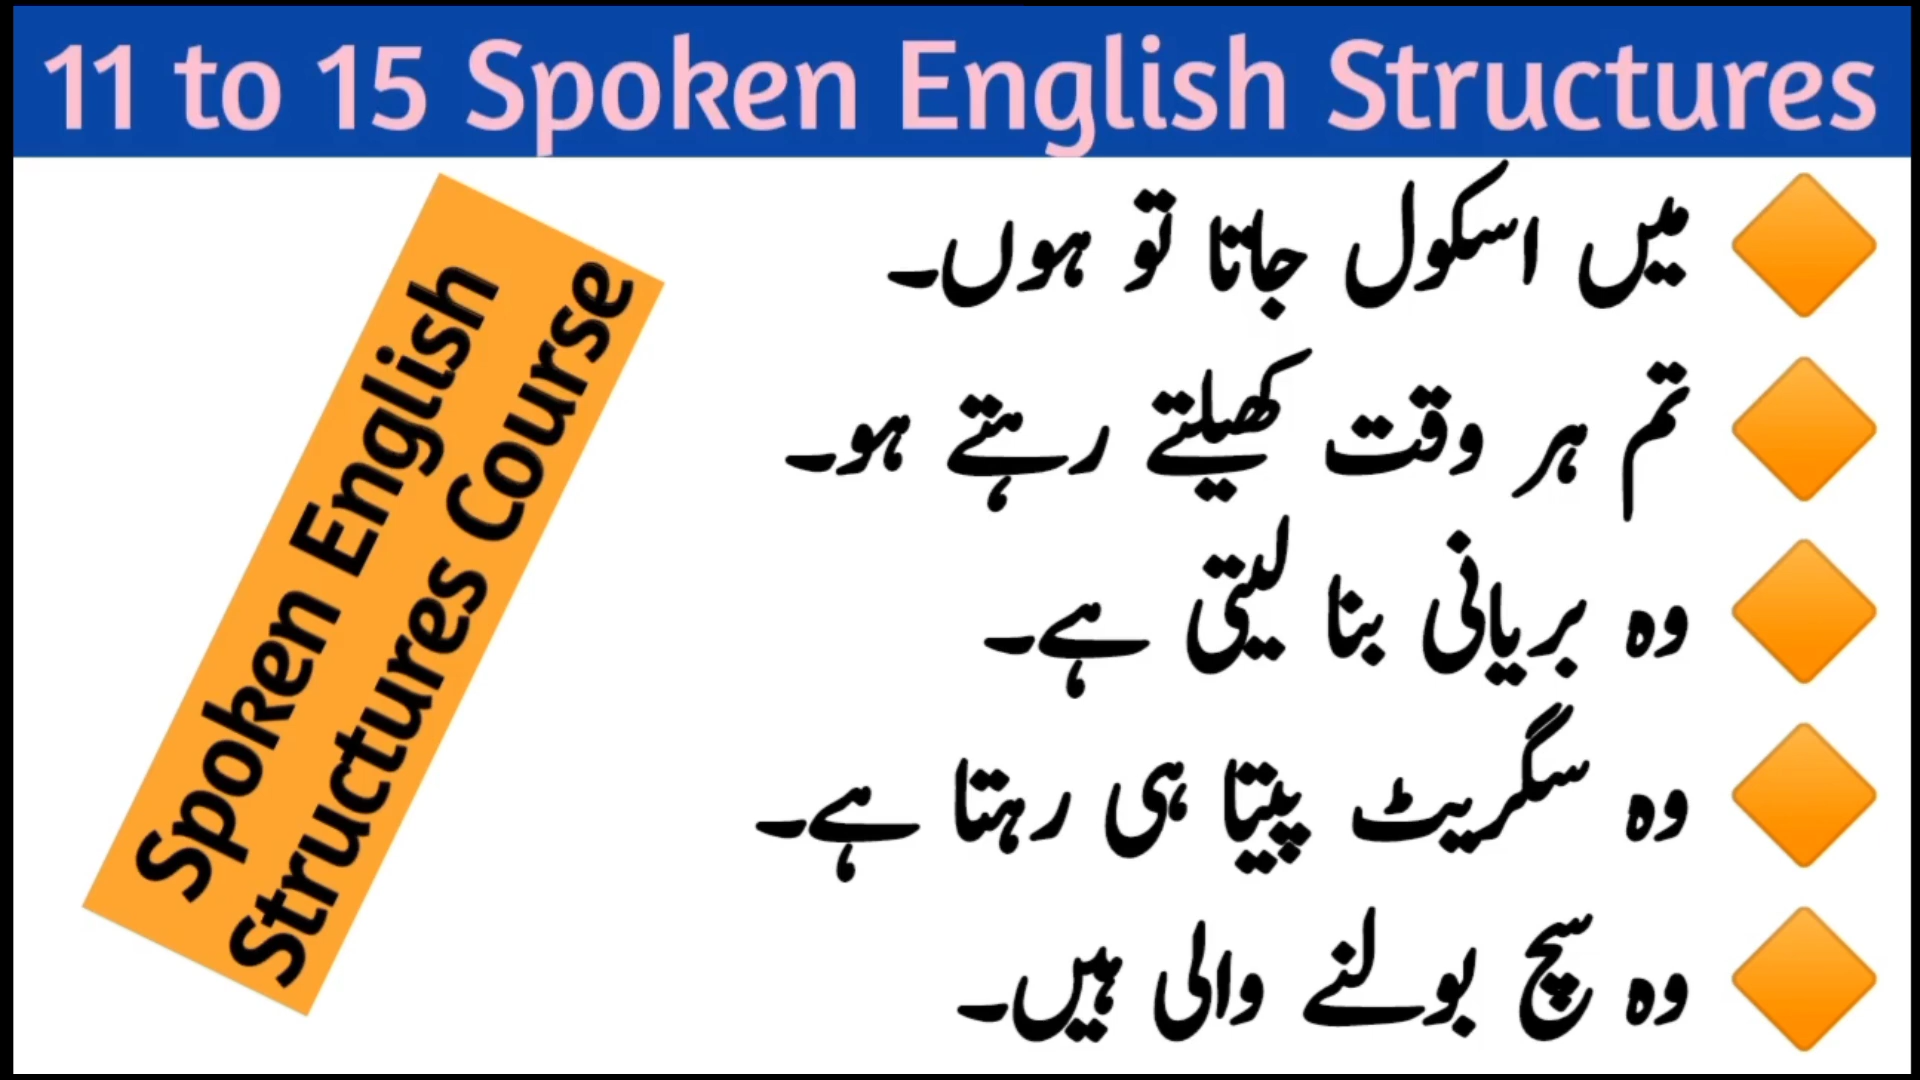 11 to 15 Spoken English Structures
میں اسکول جاتا تو ہوں۔
تم ہر وقت کھیلتے رہتے ہو۔
وہ بریانی بنا لیتی ہے۔
وہ سگریٹ پیتا ہی رہتا ہے۔
وہ سچ بولنے والی ہیں۔
Spoken English
Structures Course